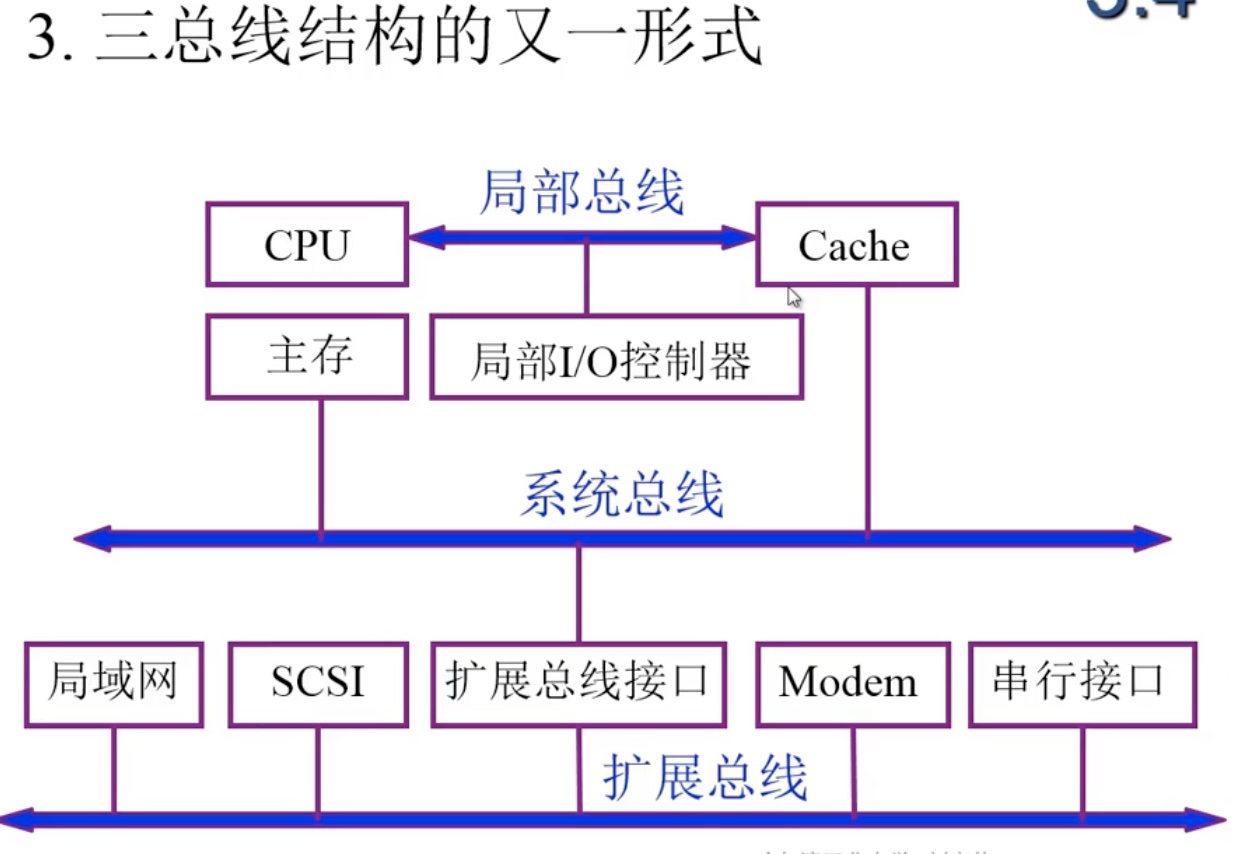 3. 三总线结构的又一形式
局部总线
CPU
Cache
主存
局部I/O控制器
系统总线
局域网
SCSI
扩展总线接口
Modem
串行接口
扩展总线